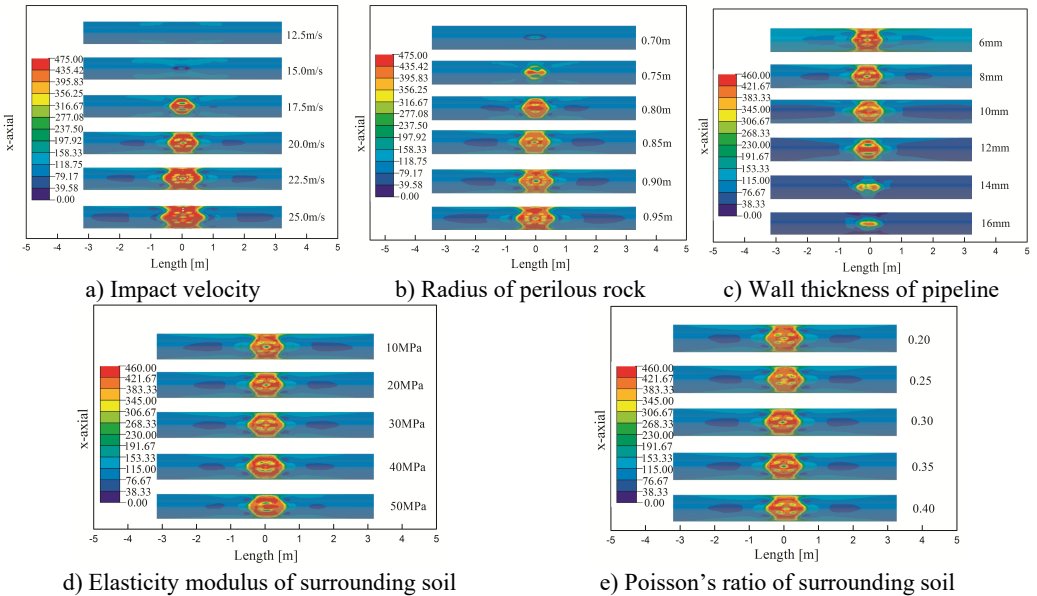 12.5m/s
475.00
435.42
395.83
356.25
316.67
277.08
237.50
197.92
158.33
118.75
79.17
39.58
0.00
15.0m/s
17.5m/s
20.0m/s
22.5m/s
25.0m/s
x-axial
-5 -4 -3 -2 -1 0 1 2 3 4 5
Length [m]
a) Impact velocity
0.70m
475.00
435.42
395.83
356.25
316.67
277.08
237.50
197.92
158.33
118.75
79.17
39.58
0.00
0.75m
0.80m
0.85m
0.90m
0.95m
x-axial
-5 -4 -3 -2 -1 0 1 2 3 4 5
Length [m]
b) Radius of perilous rock
6mm
460.00
421.67
383.33
345.00
306.67
268.33
230.00
191.67
153.33
115.00
76.67
38.33
0.00
8mm
10mm
12mm
14mm
16mm
x-axial
-5 -4 -3 -2 -1 0 1 2 3 4 5
Length [m]
c) Wall thickness of pipeline
10MPa
460.00
421.67
383.33
345.00
306.67
268.33
230.00
191.67
153.33
115.00
76.67
38.33
0.00
20MPa
30MPa
40MPa
50MPa
x-axial
-5 -4 -3 -2 -1 0 1 2 3 4 5
Length [m]
d) Elasticity modulus of surrounding soil
0.20
460.00
421.67
383.33
345.00
306.67
268.33
230.00
191.67
153.33
115.00
76.67
38.33
0.00
0.25
0.30
0.35
0.40
x-axial
-5 -4 -3 -2 -1 0 1 2 3 4 5
Length [m]
e) Poisson’s ratio of surrounding soil